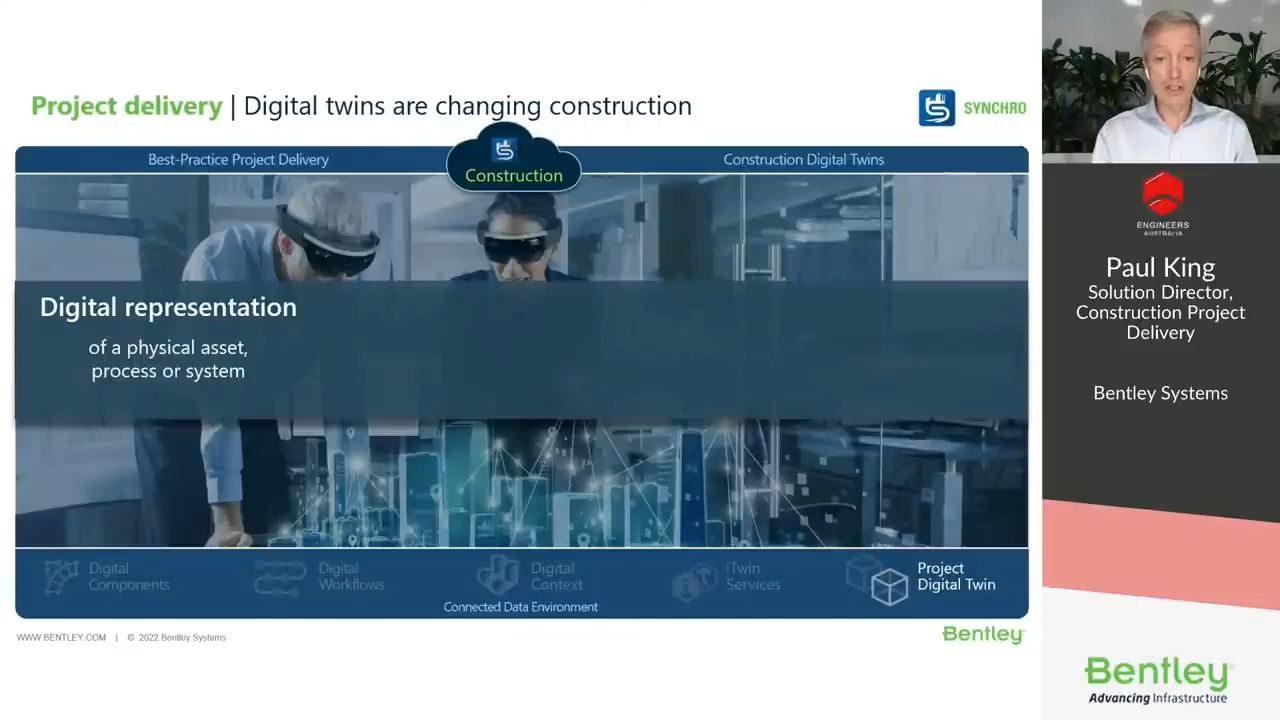 Project delivery | Digital twins are changing construction
SYNCHRO
Best-Practice Project Delivery
Construction
Construction Digital Twins
Digital representation
of a physical asset,
process or system
Digital
Components
Digital
Workflows
Digital
Context
iTwin
Services
Project
Digital Twin
Connected Data Environment
WWW.BENTLEY.COM | © 2022 Bentley Systems
Bentley
ENGINEERS
AUSTRALIA
Paul King
Solution Director,
Construction Project
Delivery
Bentley Systems
Bentley
Advancing Infrastructure